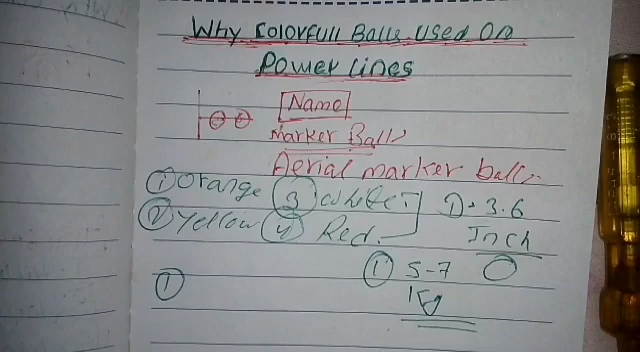 Why Colorfull Balls Used On
Power Lines
Name
Marker Balls
Aerial marker balls
① Orange ③ White
② Yellow ④ Red
D. 3.6
Inch
① 5-7
Kg
①